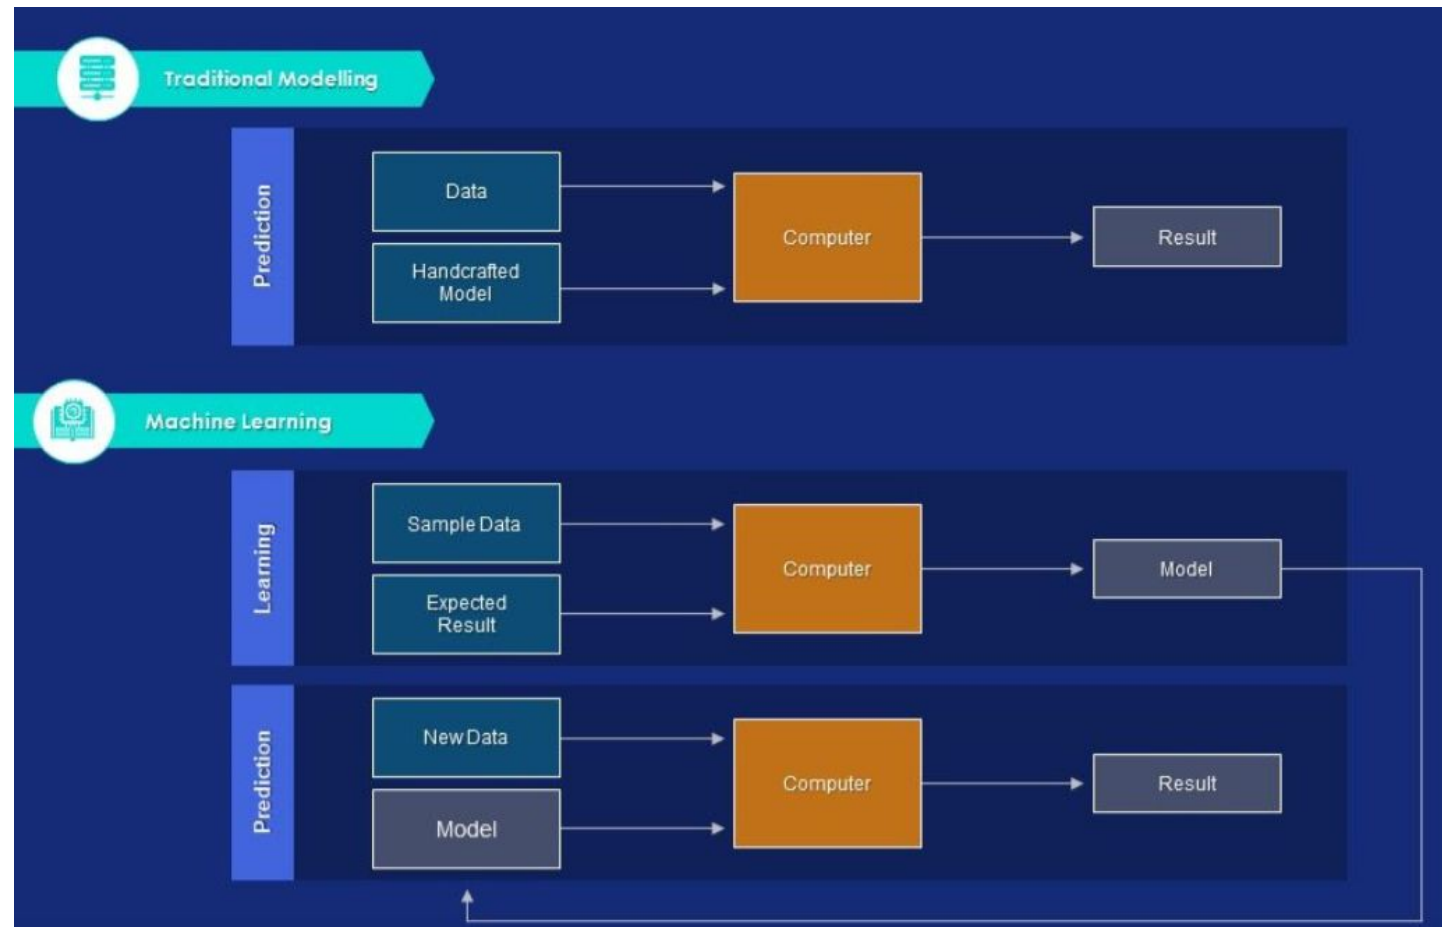 Traditional Modelling
Prediction
Data
Handcrafted
Model
Computer
Result
Machine Learning
Learning
Sample Data
Expected
Result
Computer
Model
Prediction
New Data
Model
Computer
Result